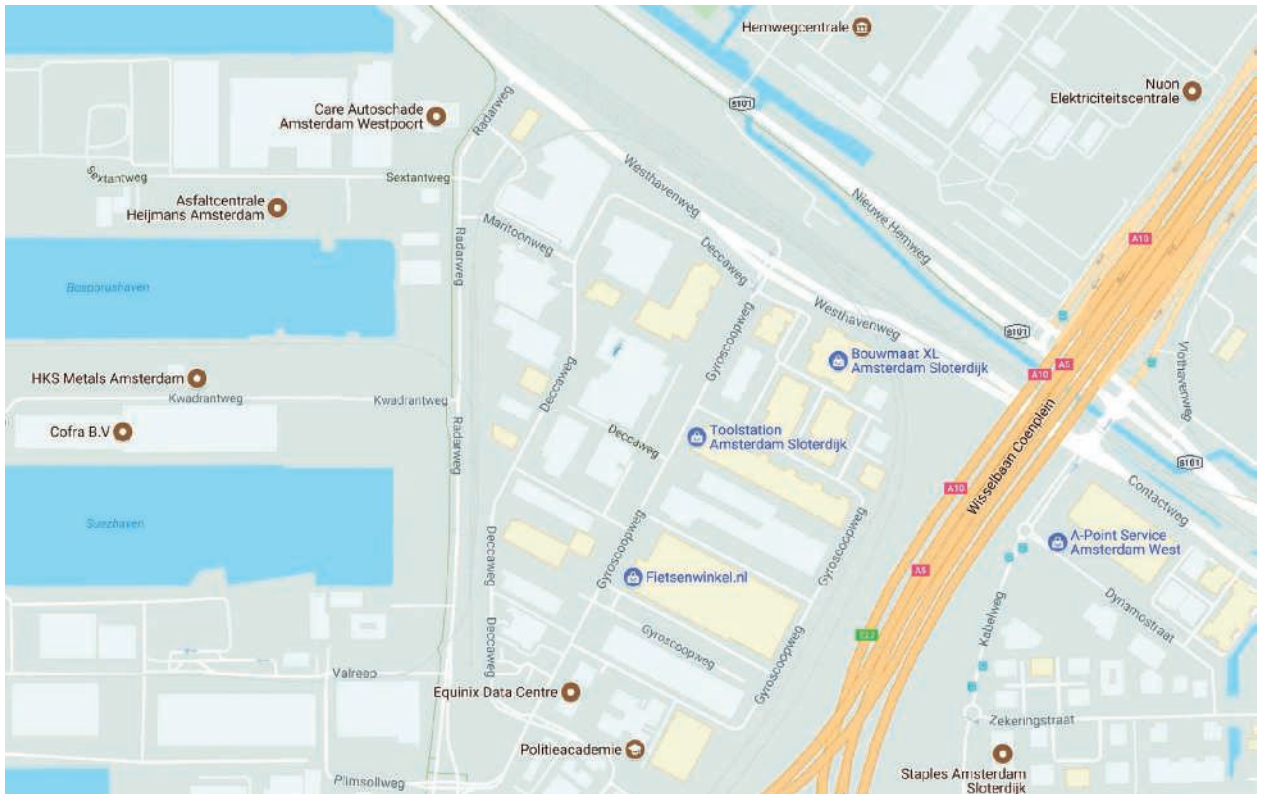 Hemwegcentrale
Nuon
Elektriciteitscentrale
S101
Care Autoschade
Amsterdam Westpoort
Radarweg
Westhavenweg
Sextantweg
Sextantweg
Asfaltcentrale
Heijmans Amsterdam
Nieuwe Hemweg
Maritoonweg
Radarweg
Deccaweg
A10
Bosporushaven
Westhavenweg
S101
Gyroscoopweg
Bouwmaat XL
Amsterdam Sloterdijk
Vlothavenweg
A5
A10
HKS Metals Amsterdam
Kwadrantweg
Kwadrantweg
Deccaweg
Cofra B.V
Radarweg
Deccaweg
Toolstation
Amsterdam Sloterdijk
Wisselbaan Coenplein
S101
A10
Contactweg
Suezhaven
Deccaweg
Gyroscoopweg
Gyroscoopweg
A-Point Service
Amsterdam West
A5
Fietsenwinkel.nl
Kabelweg
Dynamostraat
E22
Deccaweg
Gyroscoopweg
Gyroscoopweg
Valreep
Equinix Data Centre
Zekeringstraat
Politieacademie
Staples Amsterdam
Sloterdijk
Plimsollweg